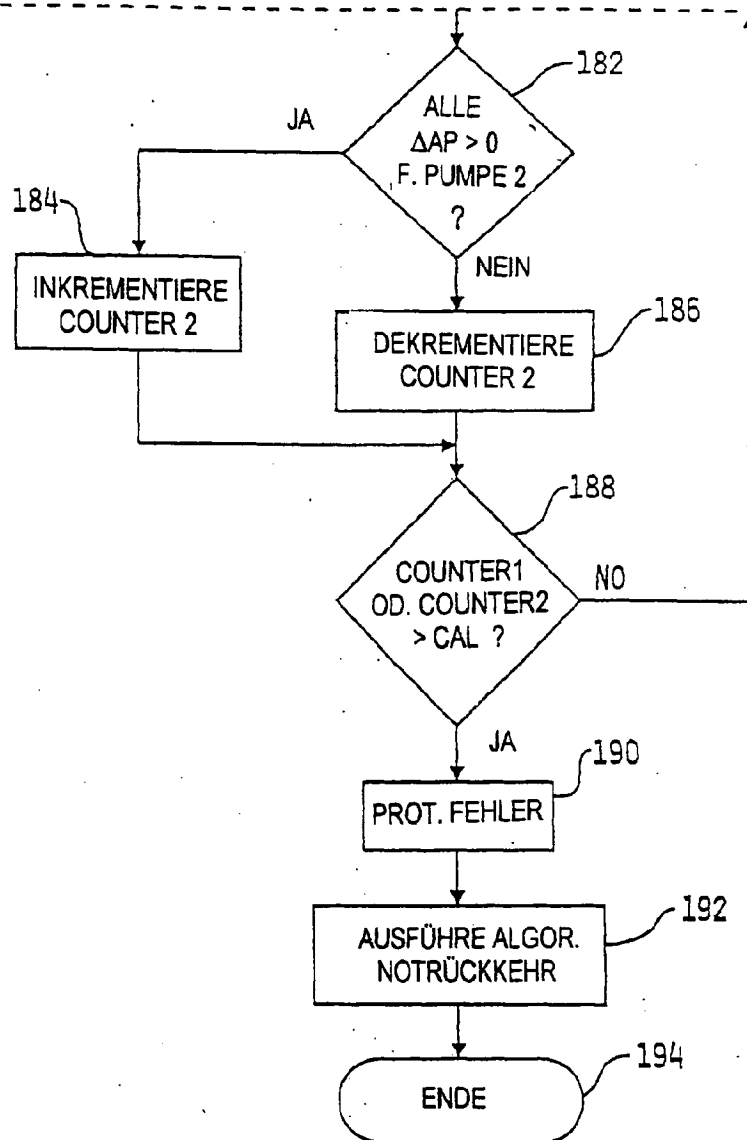 182
ALLE
ΔAP > 0
F. PUMPE 2
?
JA
184
NEIN
INKREMENTIERE
COUNTER 2
186
DEKREMENTIERE
COUNTER 2
188
COUNTER1
OD. COUNTER2
> CAL ?
NO
JA
190
PROT. FEHLER
192
AUSFÜHRE ALGOR.
NOTRÜCKKEHR
194
ENDE